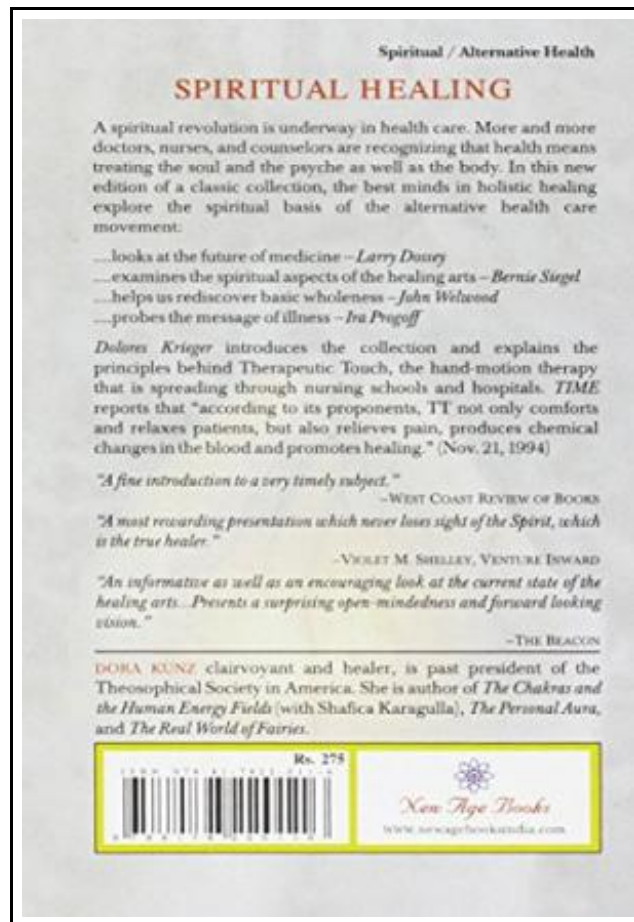 Spiritual / Alternative Health
SPIRITUAL HEALING
A spiritual revolution is underway in health care. More and more
doctors, nurses, and counselors are recognizing that health means
treating the soul and the psyche as well as the body. In this new
edition of a classic collection, the best minds in holistic healing
explore the spiritual basis of the alternative health care
movement:
....looks at the future of medicine –Larry Dossey
....examines the spiritual aspects of the healing arts –Bernie Siegel
....helps us rediscover basic wholeness –John Welwood
....probes the message of illness –Ira Progoff
Dolores Krieger introduces the collection and explains the
principles behind Therapeutic Touch, the hand-motion therapy
that is spreading through nursing schools and hospitals. TIME
reports that "according to its proponents, TT not only comforts
and relaxes patients, but also relieves pain, produces chemical
changes in the blood and promotes healing." (Nov. 21, 1994)
"A fine introduction to a very timely subject."
–WEST COAST REVIEW OF BOOKS
"A most rewarding presentation which never loses sight of the Spirit, which
is the true healer."
–VIOLET M. SHELLEY, VENTURE INWARD
"An informative as well as an encouraging look at the current state of the
healing arts...Presents a surprising open-mindedness and forward looking
vision."
–THE BEACON
DORA KUNZ clairvoyant and healer, is past president of the
Theosophical Society in America. She is author of The Chakras and
the Human Energy Fields (with Shafica Karagulla), The Personal Aura,
and The Real World of Fairies.
Rs. 275
New Age Books
www.newagebooksindia.com